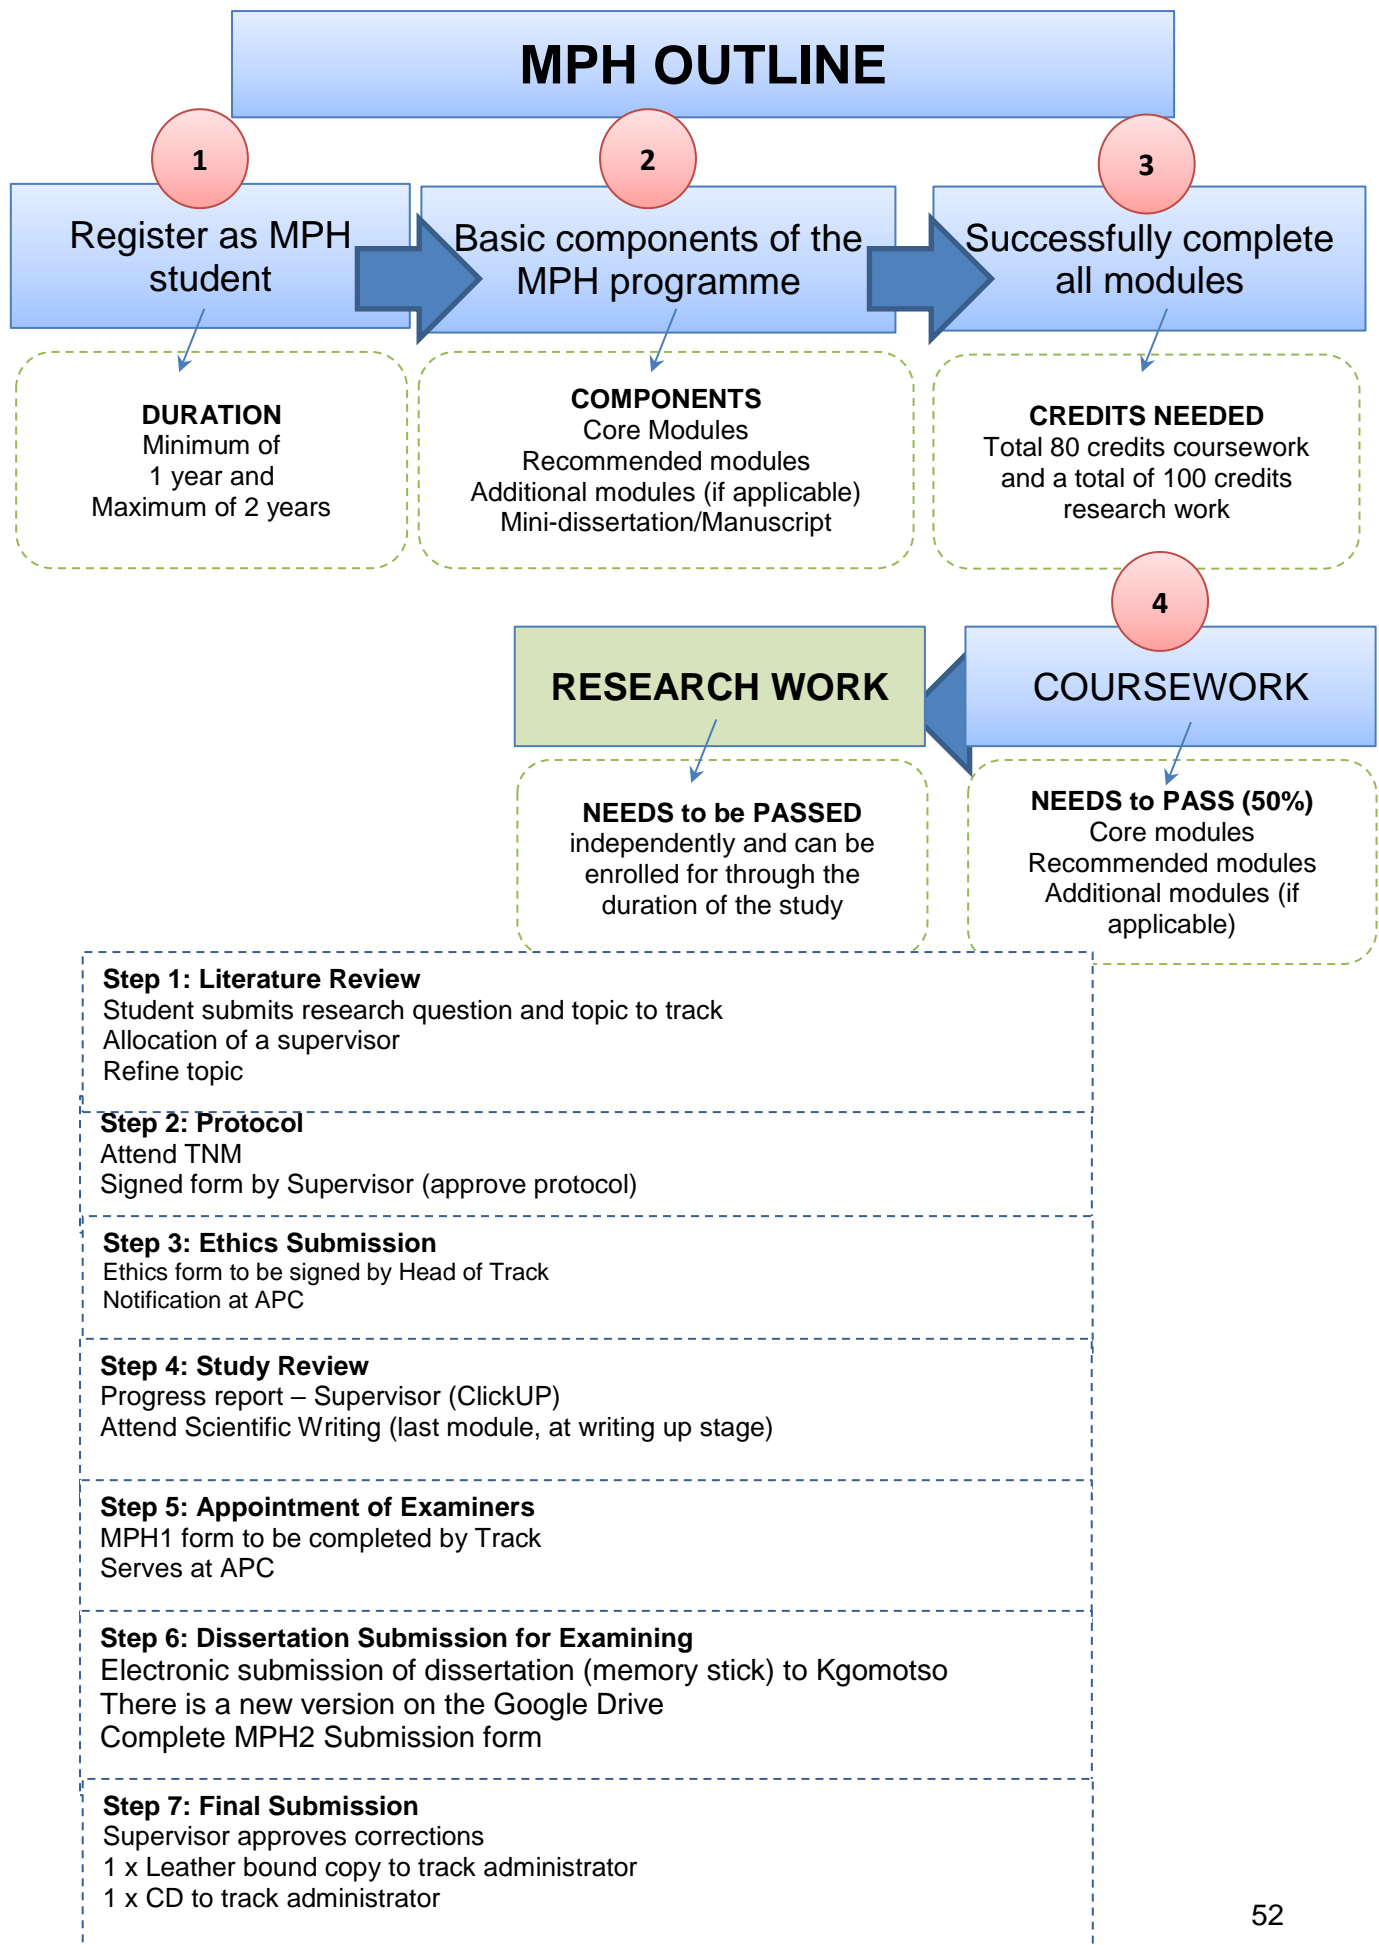 MPH OUTLINE
1
Register as MPH
student
DURATION
Minimum of
1 year and
Maximum of 2 years
2
Basic components of the
MPH programme
COMPONENTS
Core Modules
Recommended modules
Additional modules (if applicable)
Mini-dissertation/Manuscript
3
Successfully complete
all modules
CREDITS NEEDED
Total 80 credits coursework
and a total of 100 credits
research work
4
COURSEWORK
NEEDS to PASS (50%)
Core modules
Recommended modules
Additional modules (if
applicable)
RESEARCH WORK
NEEDS to be PASSED
independently and can be
enrolled for through the
duration of the study
Step 1: Literature Review
Student submits research question and topic to track
Allocation of a supervisor
Refine topic
Step 2: Protocol
Attend TNM
Signed form by Supervisor (approve protocol)
Step 3: Ethics Submission
Ethics form to be signed by Head of Track
Notification at APC
Step 4: Study Review
Progress report – Supervisor (ClickUP)
Attend Scientific Writing (last module, at writing up stage)
Step 5: Appointment of Examiners
MPH1 form to be completed by Track
Serves at APC
Step 6: Dissertation Submission for Examining
Electronic submission of dissertation (memory stick) to Kgomotso
There is a new version on the Google Drive
Complete MPH2 Submission form
Step 7: Final Submission
Supervisor approves corrections
1 x Leather bound copy to track administrator
1 x CD to track administrator
52